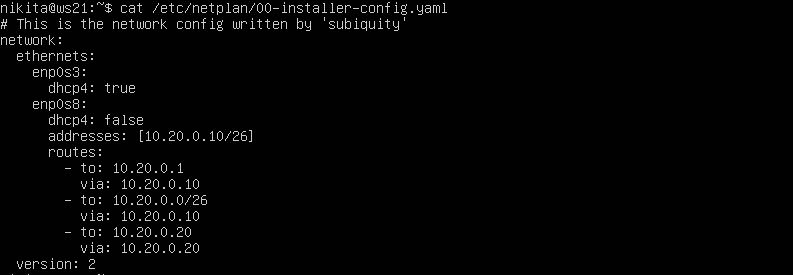 nikita@ws21:~$ cat /etc/netplan/00-installer-config.yaml
# This is the network config written by 'subiquity'
network:
  ethernets:
    enp0s3:
      dhcp4: true
    enp0s8:
      dhcp4: false
      addresses: [10.20.0.10/26]
      routes:
        - to: 10.20.0.1
          via: 10.20.0.10
        - to: 10.20.0.0/26
          via: 10.20.0.10
        - to: 10.20.0.20
          via: 10.20.0.20
  version: 2